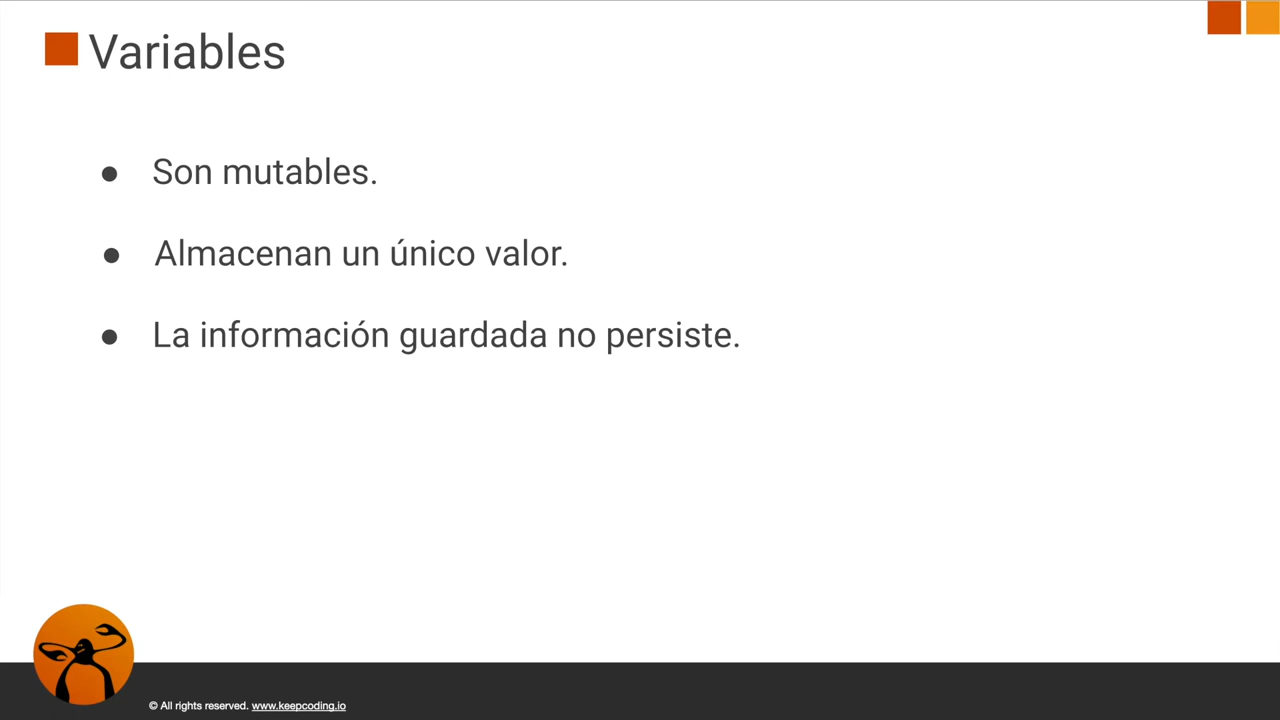 Variables
● Son mutables.
● Almacenan un único valor.
● La información guardada no persiste.
© All rights reserved. www.keepcoding.io